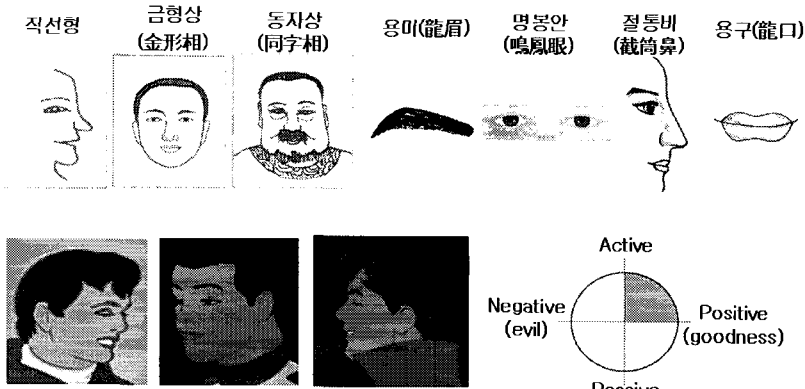 직선형
금형상
(金形相)
동자상
(同字相)
용미(龍眉)
명봉안
(鳴鳳眼)
절통비
(截筒鼻)
용구(龍口)
Active
Negative
(evil)
Positive
(goodness)
Passive